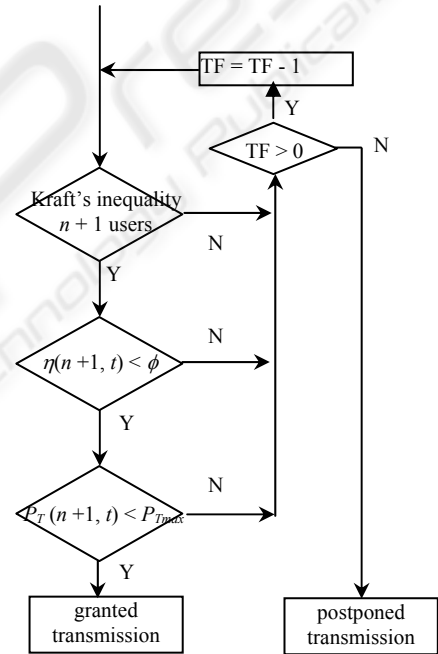 TF = TF - 1
Y
TF > 0
N
Kraft's inequality
n + 1 users
N
Y
η(n +1, t) < ϕ
N
Y
P_T (n +1, t) < P_Tmax
N
Y
granted
transmission
postponed
transmission